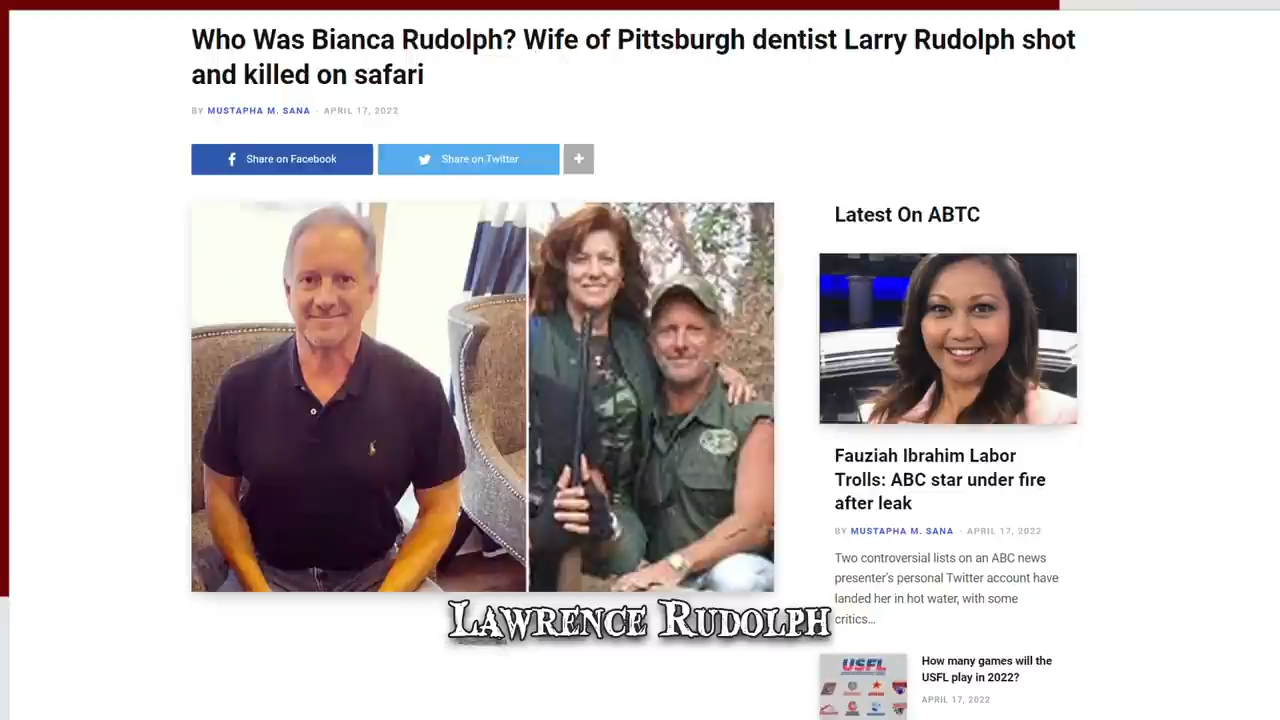 Who Was Bianca Rudolph? Wife of Pittsburgh dentist Larry Rudolph shot
and killed on safari
BY MUSTAPHA M. SANA · APRIL 17, 2022
Share on Facebook
Share on Twitter
+
Latest On ABTC
Fauziah Ibrahim Labor
Trolls: ABC star under fire
after leak
BY MUSTAPHA M. SANA · APRIL 17, 2022
Two controversial lists on an ABC news
presenter's personal Twitter account have
landed her in hot water, with some
critics...
LAWRENCE RUDOLPH
USFL
How many games will the
USFL play in 2022?
APRIL 17, 2022